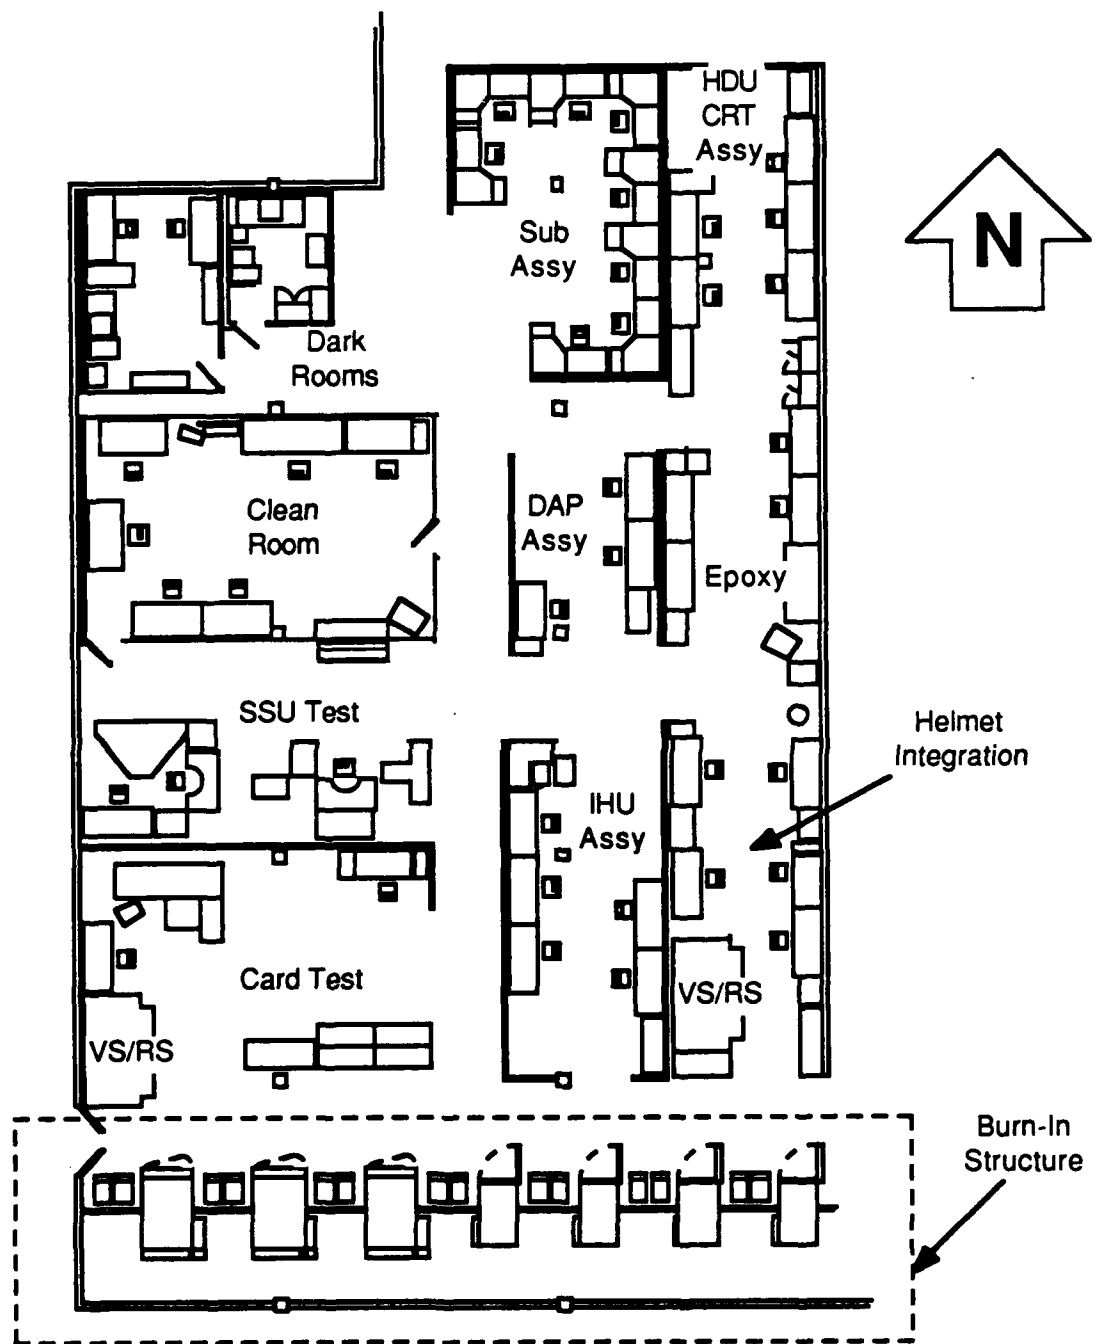 HDU
CRT
Assy
N
Sub
Assy
Dark
Rooms
Clean
Room
DAP
Assy
Epoxy
SSU Test
Helmet
Integration
IHU
Assy
Card Test
VS/RS
VS/RS
Burn-In
Structure